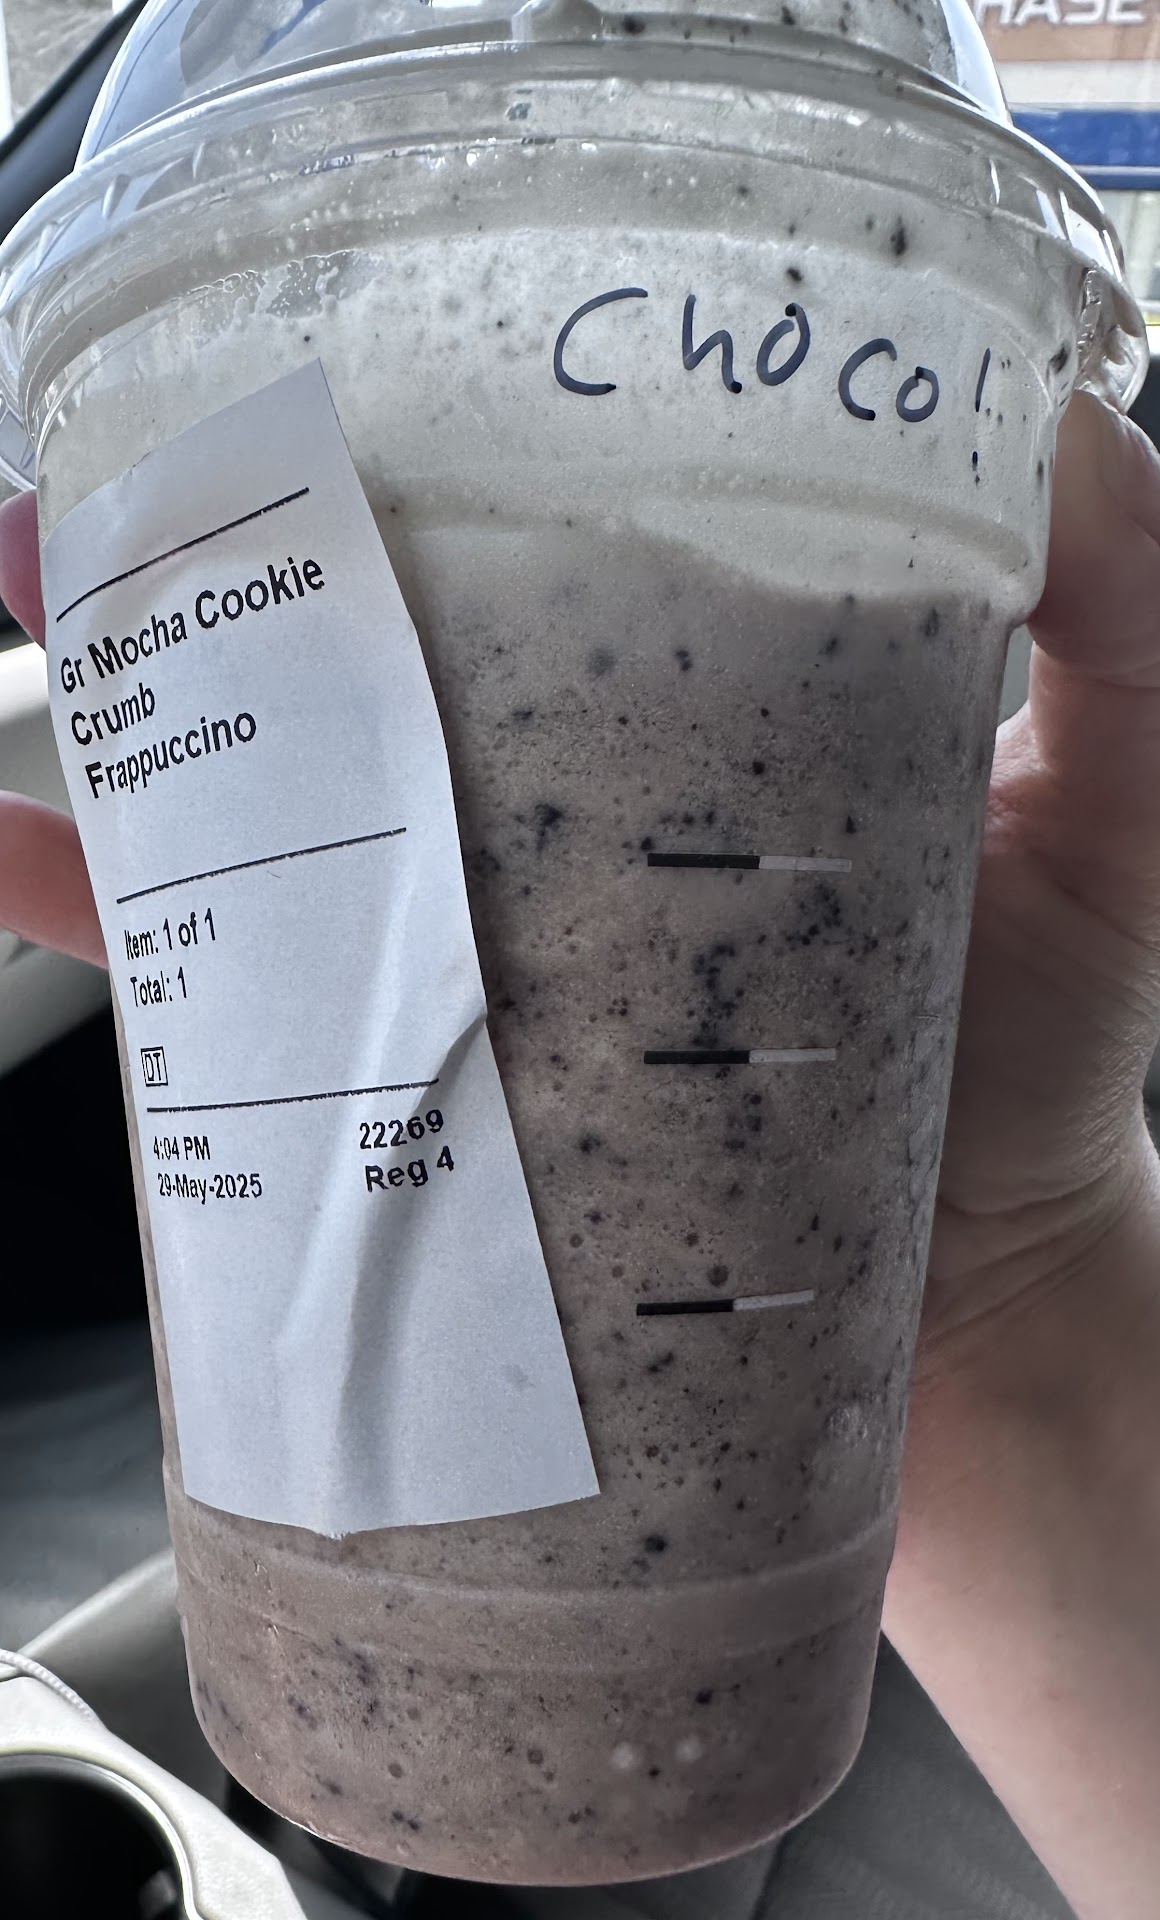 HASE
Choco!
Gr Mocha Cookie
Crumb
Frappuccino
Item: 1 of 1
Total: 1
DT
4:04 PM 22269
29-May-2025 Reg 4